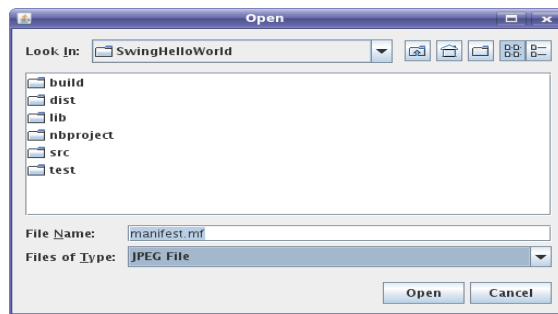 Open
Look In: SwingHelloWorld
build
dist
lib
nbproject
src
test
File Name: manifest.mf
Files of Type: JPEG File
Open Cancel